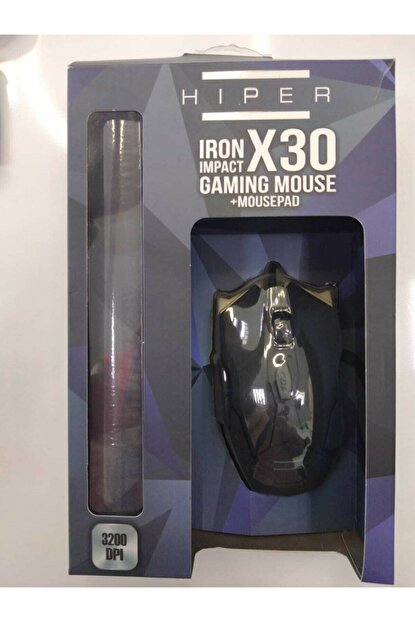 HIPER
IRON IMPACT X30
GAMING MOUSE
+MOUSEPAD
3200
DPI